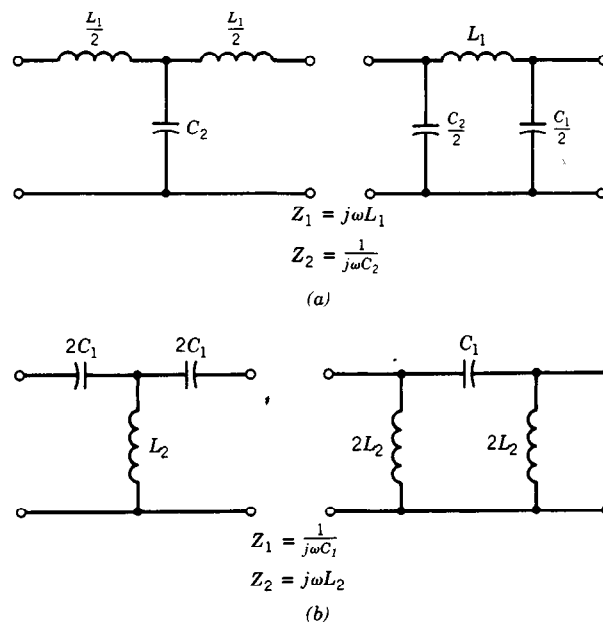 L₁/2 L₁/2
L₁
C₂
C₂/2 C₁/2
Z₁ = jωL₁
Z₂ = 1/jωC₂
(a)
2C₁ 2C₁
C₁
L₂
2L₂ 2L₂
Z₁ = 1/jωC₁
Z₂ = jωL₂
(b)